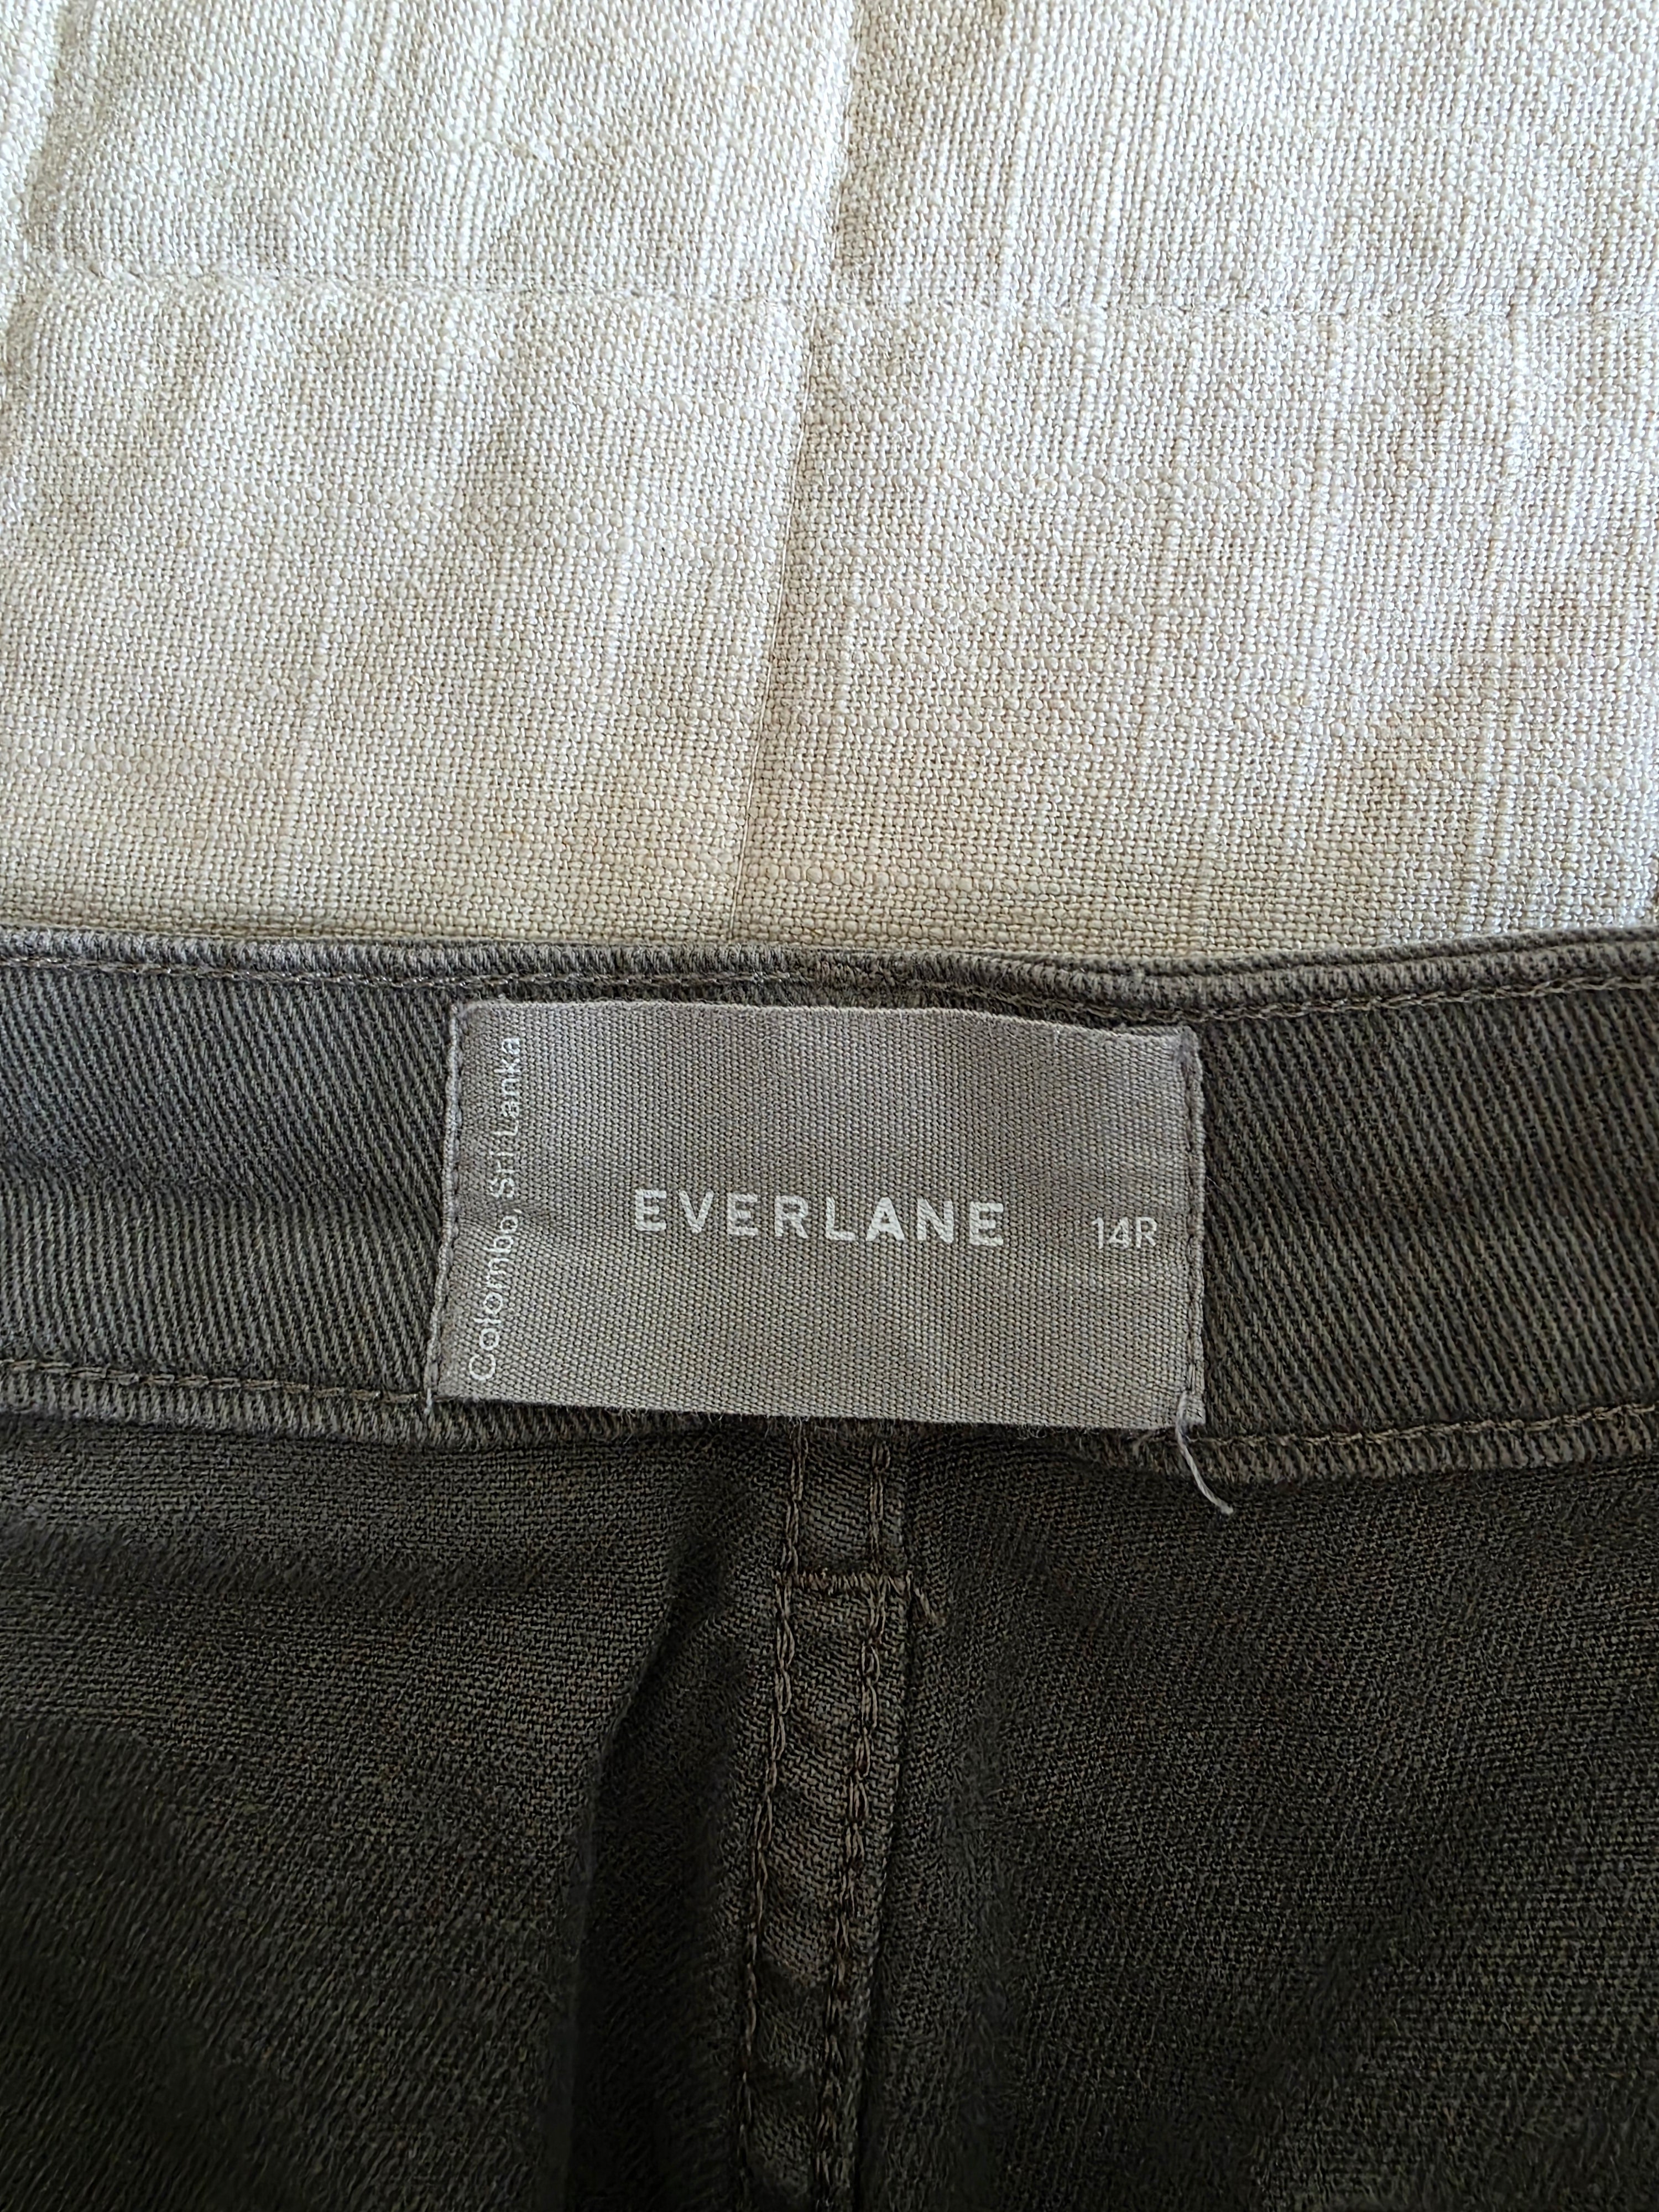 Colombo, Sri Lanka
EVERLANE
14R